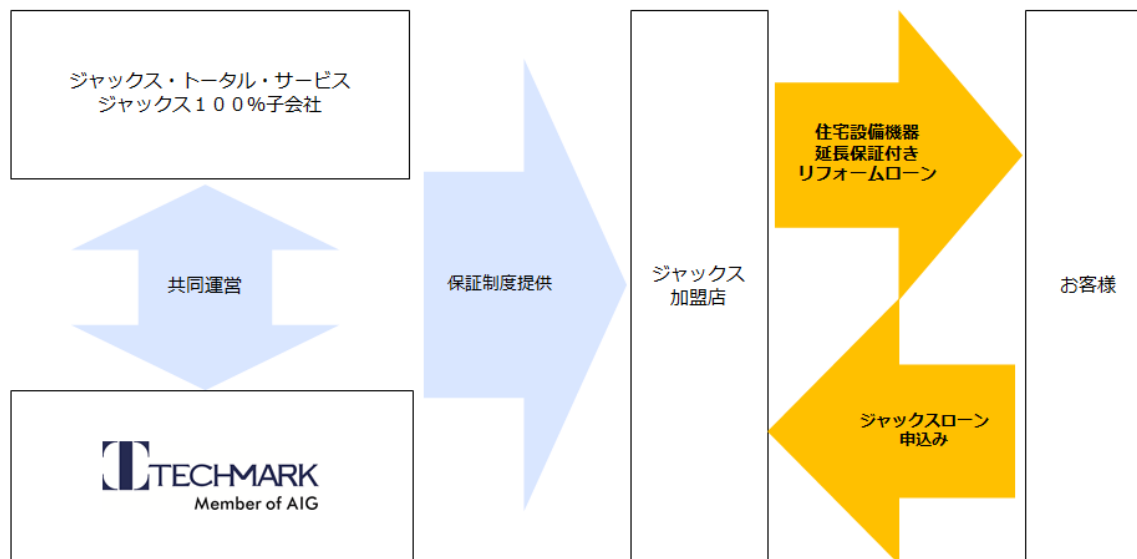 ジャックス・トータル・サービス
ジャックス１００％子会社
共同運営
TECHMARK
Member of AIG
保証制度提供
ジャックス
加盟店
住宅設備機器
延長保証付き
リフォームローン
ジャックスローン
申込み
お客様